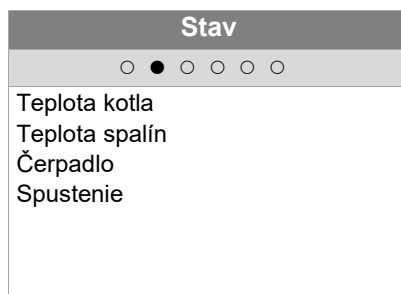 Stav
Teplota kotla
Teplota spalín
Čerpadlo
Spustenie